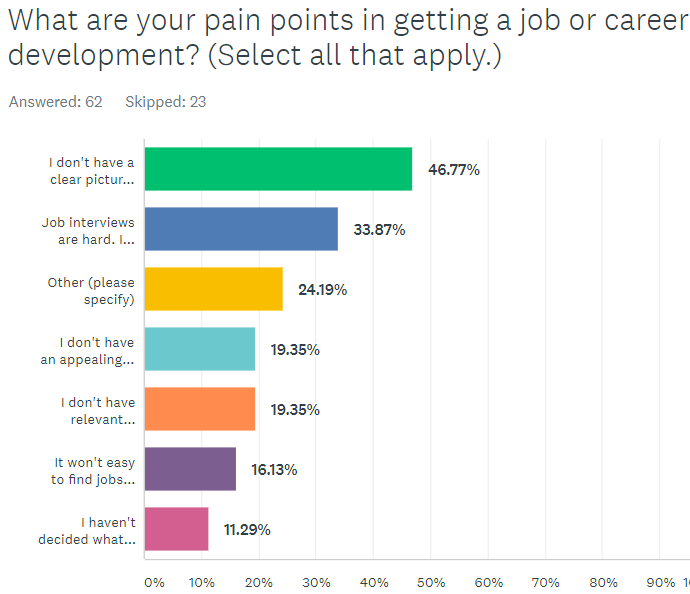 What are your pain points in getting a job or career
development? (Select all that apply.)
Answered: 62 Skipped: 23
I don't have a
clear pictur...
46.77%
Job interviews
are hard. I...
33.87%
Other (please
specify)
24.19%
I don't have
an appealing...
19.35%
I don't have
relevant...
19.35%
It won't easy
to find jobs...
16.13%
I haven't
decided what...
11.29%
0% 10% 20% 30% 40% 50% 60% 70% 80% 90%